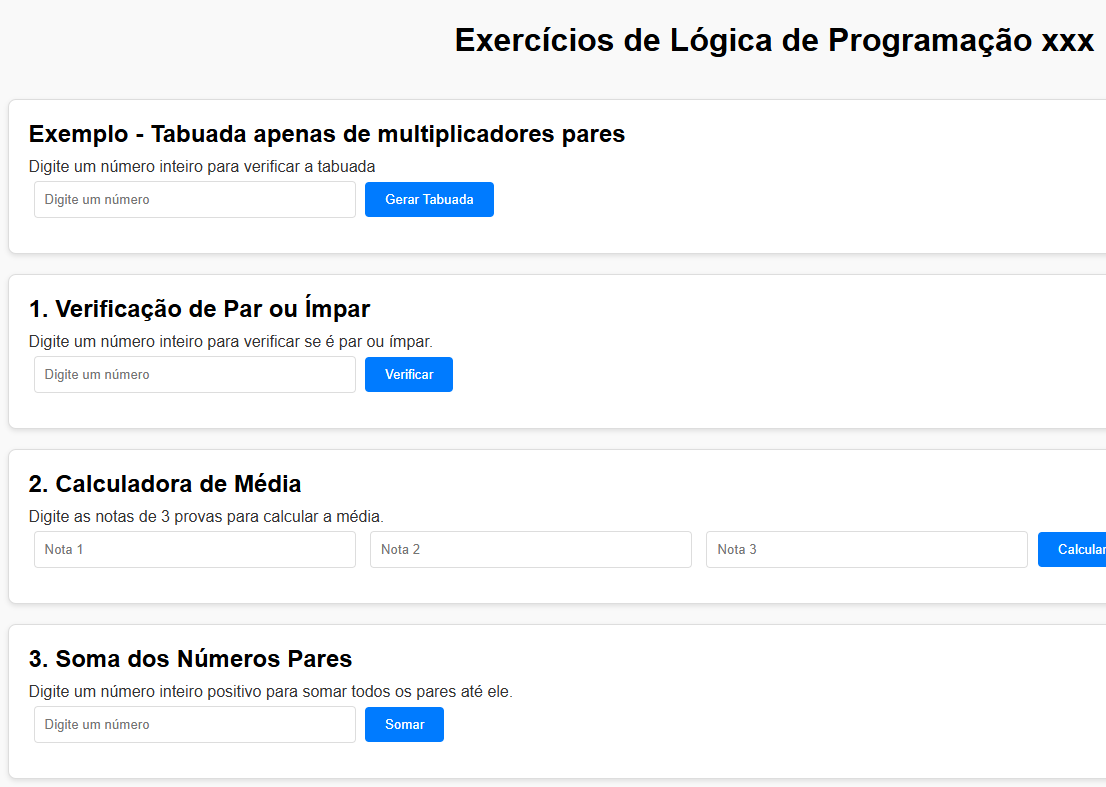 Exercícios de Lógica de Programação xxx
Exemplo - Tabuada apenas de multiplicadores pares
Digite um número inteiro para verificar a tabuada
Digite um número
Gerar Tabuada
1. Verificação de Par ou Ímpar
Digite um número inteiro para verificar se é par ou ímpar.
Digite um número
Verificar
2. Calculadora de Média
Digite as notas de 3 provas para calcular a média.
Nota 1
Nota 2
Nota 3
Calcular
3. Soma dos Números Pares
Digite um número inteiro positivo para somar todos os pares até ele.
Digite um número
Somar